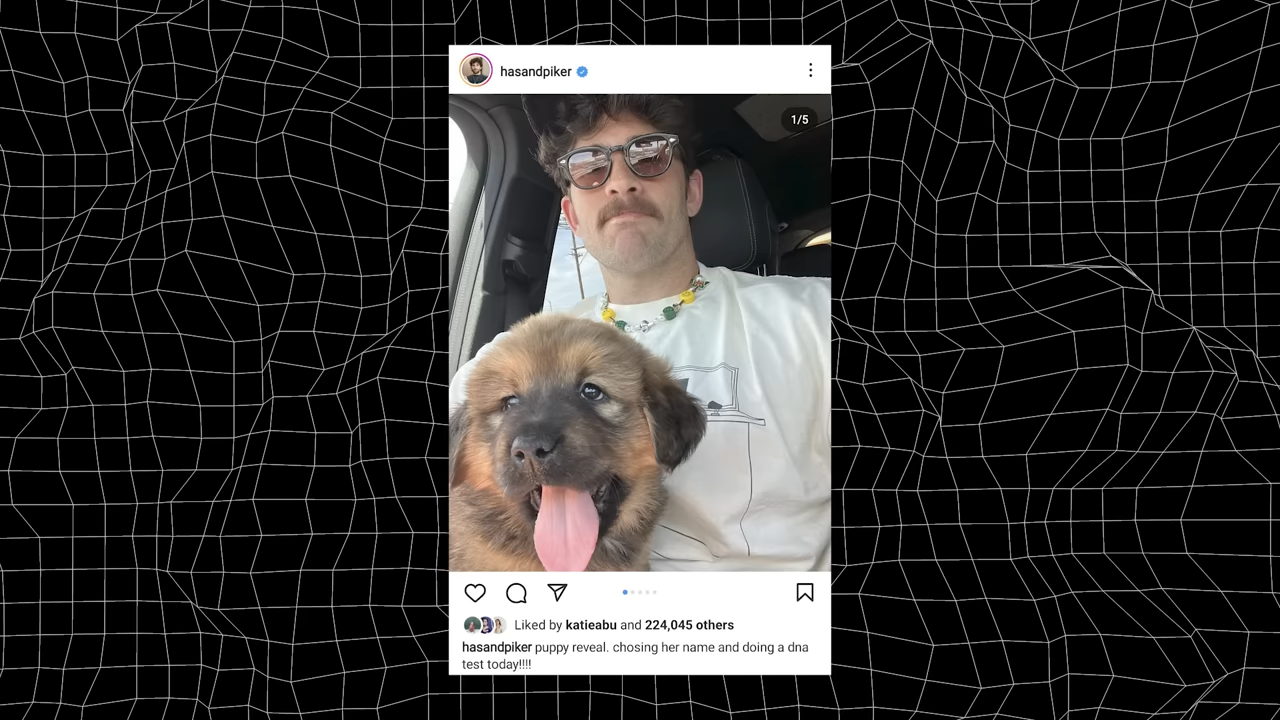 hasandpiker
1/5
Liked by katieabu and 224,045 others
hasandpiker puppy reveal. chosing her name and doing a dna
test today!!!!